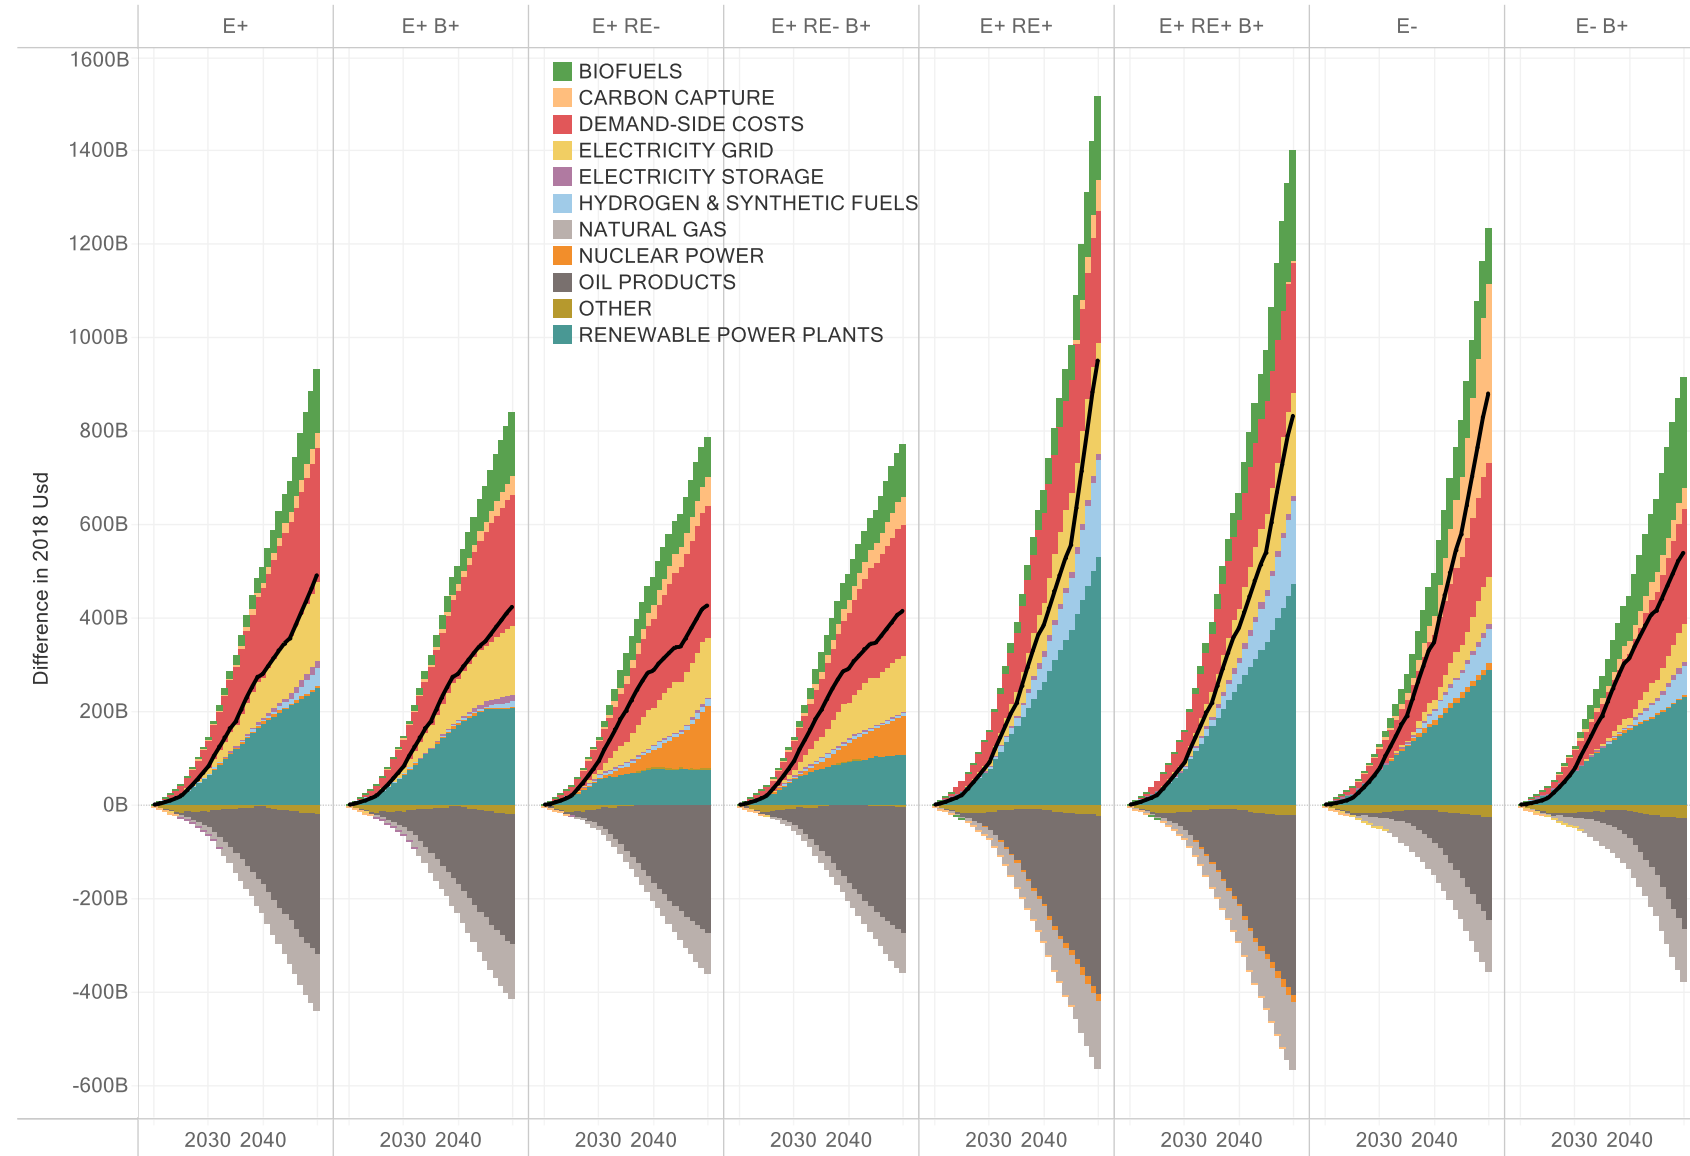 E+ E+ B+ E+ RE- E+ RE- B+ E+ RE+ E+ RE+ B+ E- E- B+
1600B
1400B
1200B
1000B
800B
600B
400B
200B
0B
-200B
-400B
-600B
Difference in 2018 Usd
BIOFUELS
CARBON CAPTURE
DEMAND-SIDE COSTS
ELECTRICITY GRID
ELECTRICITY STORAGE
HYDROGEN & SYNTHETIC FUELS
NATURAL GAS
NUCLEAR POWER
OIL PRODUCTS
OTHER
RENEWABLE POWER PLANTS
2030 2040 2030 2040 2030 2040 2030 2040 2030 2040 2030 2040 2030 2040 2030 2040